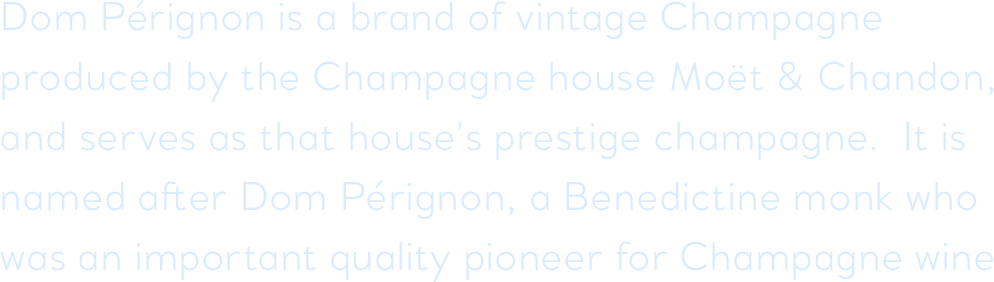 Dom Pérignon is a brand of vintage Champagne
produced by the Champagne house Moët & Chandon,
and serves as that house's prestige champagne.  It is
named after Dom Pérignon, a Benedictine monk who
was an important quality pioneer for Champagne wine